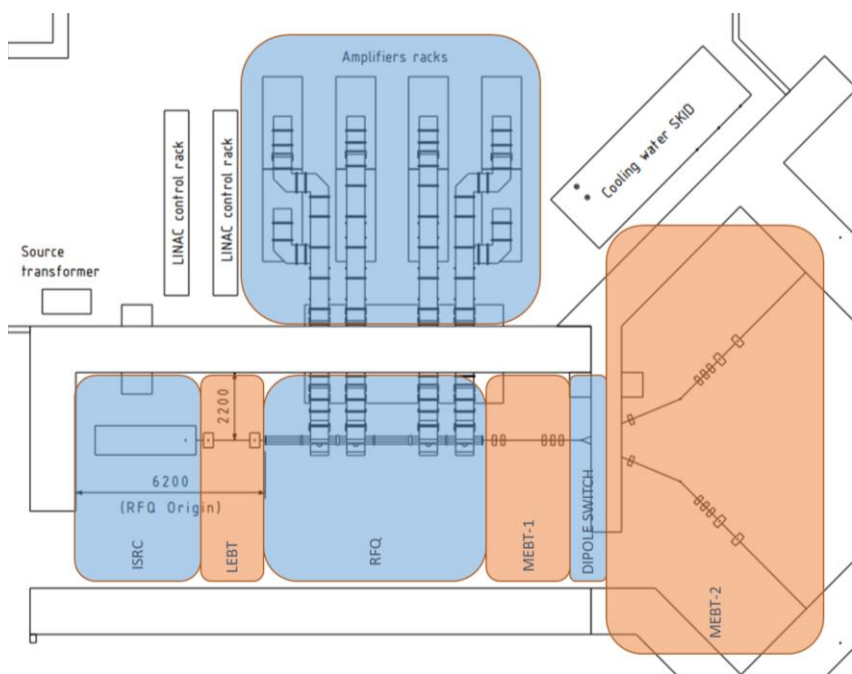 Amplifiers racks
LINAC control rack
LINAC control rack
Cooling water SKID
Source
transformer
2200
6200
(RFQ Origin)
ISRC
LEBT
RFQ
MEBT-1
DIPOLE SWITCH
MEBT-2